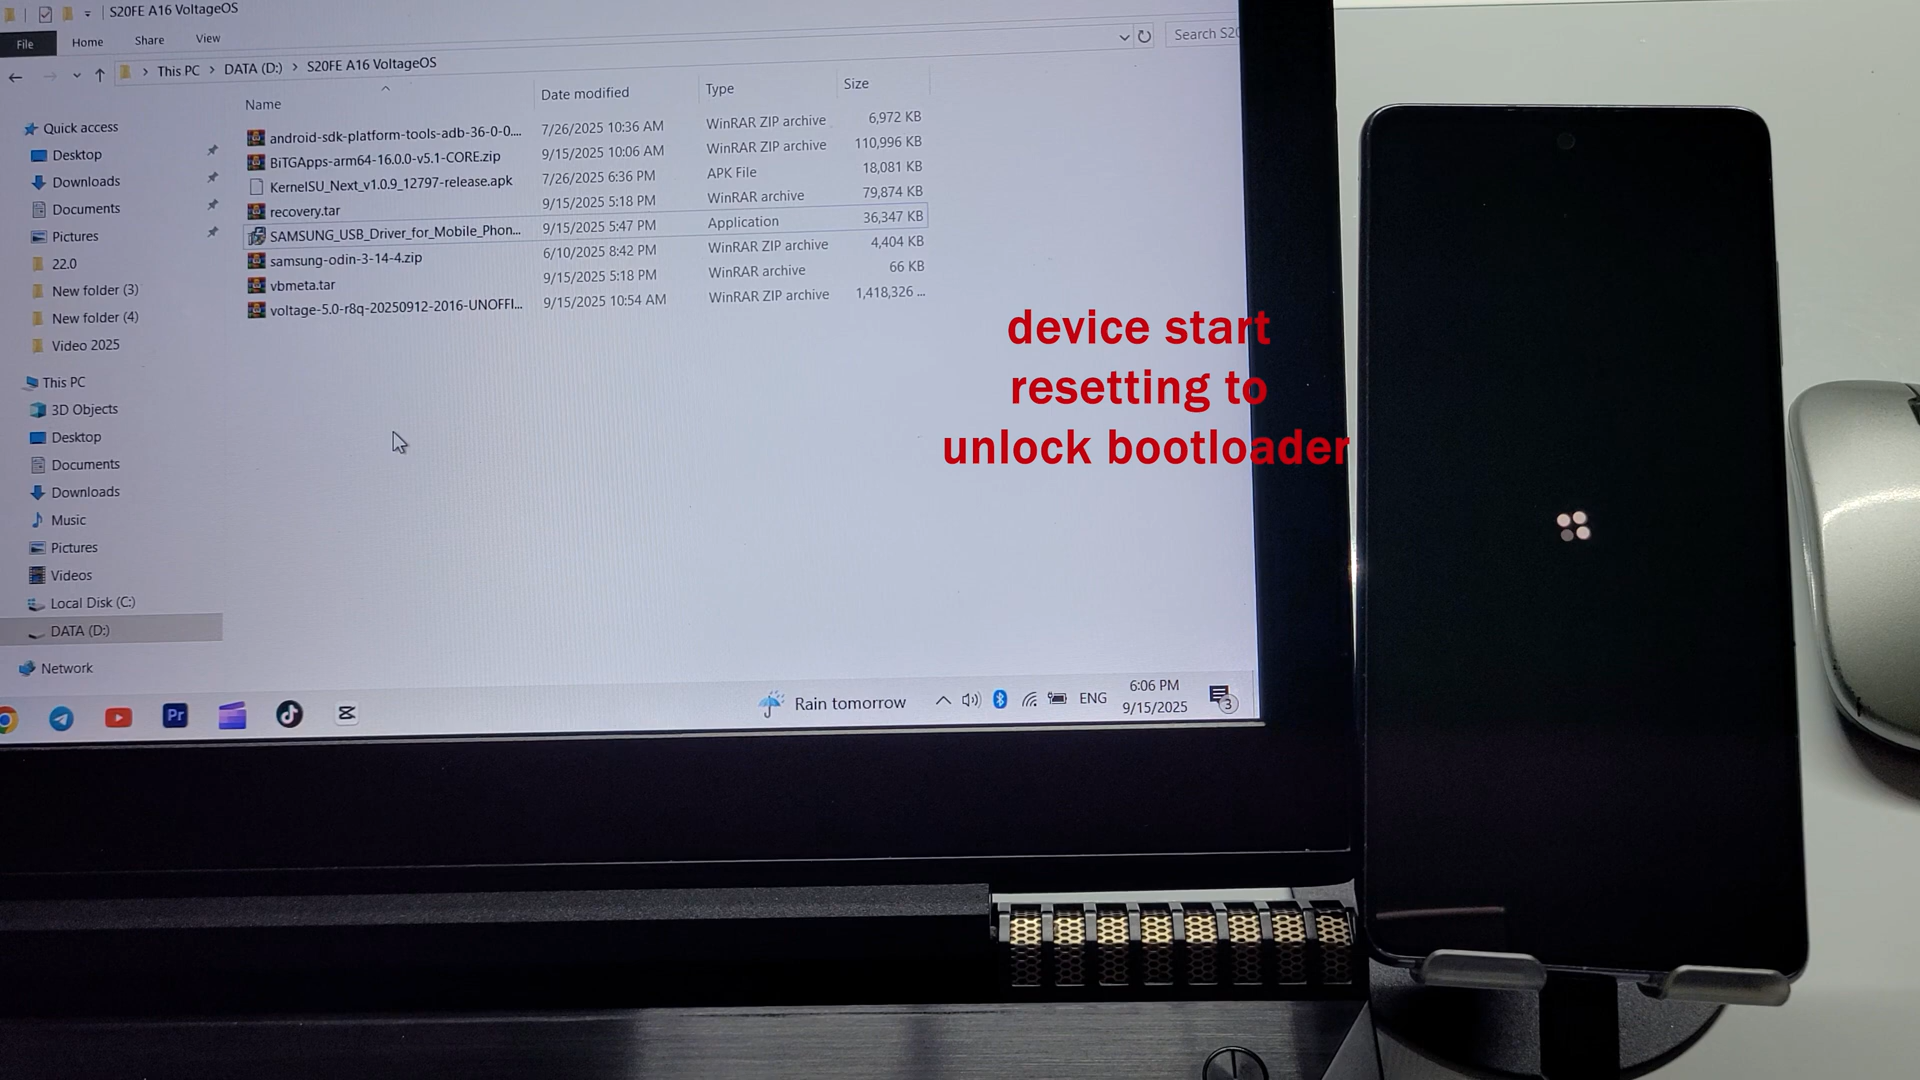 S20FE A16 VoltageOS
File Home Share View
This PC > DATA (D:) > S20FE A16 VoltageOS
Search S20
Name Date modified Type Size
android-sdk-platform-tools-adb-36-0-0.... 7/26/2025 10:36 AM WinRAR ZIP archive 6,972 KB
BiTGApps-arm64-16.0.0-v5.1-CORE.zip 9/15/2025 10:06 AM WinRAR ZIP archive 110,996 KB
KernelSU_Next_v1.0.9_12797-release.apk 7/26/2025 6:36 PM APK File 18,081 KB
recovery.tar 9/15/2025 5:18 PM WinRAR archive 79,874 KB
SAMSUNG_USB_Driver_for_Mobile_Phon... 9/15/2025 5:47 PM Application 36,347 KB
samsung-odin-3-14-4.zip 6/10/2025 8:42 PM WinRAR ZIP archive 4,404 KB
vbmeta.tar 9/15/2025 5:18 PM WinRAR archive 66 KB
voltage-5.0-r8q-20250912-2016-UNOFFI... 9/15/2025 10:54 AM WinRAR ZIP archive 1,418,326 ...
Quick access
Desktop
Downloads
Documents
Pictures
22.0
New folder (3)
New folder (4)
Video 2025
This PC
3D Objects
Desktop
Documents
Downloads
Music
Pictures
Videos
Local Disk (C:)
DATA (D:)
Network
device start
resetting to
unlock bootloader
Pr
Rain tomorrow
ENG
6:06 PM
9/15/2025
3